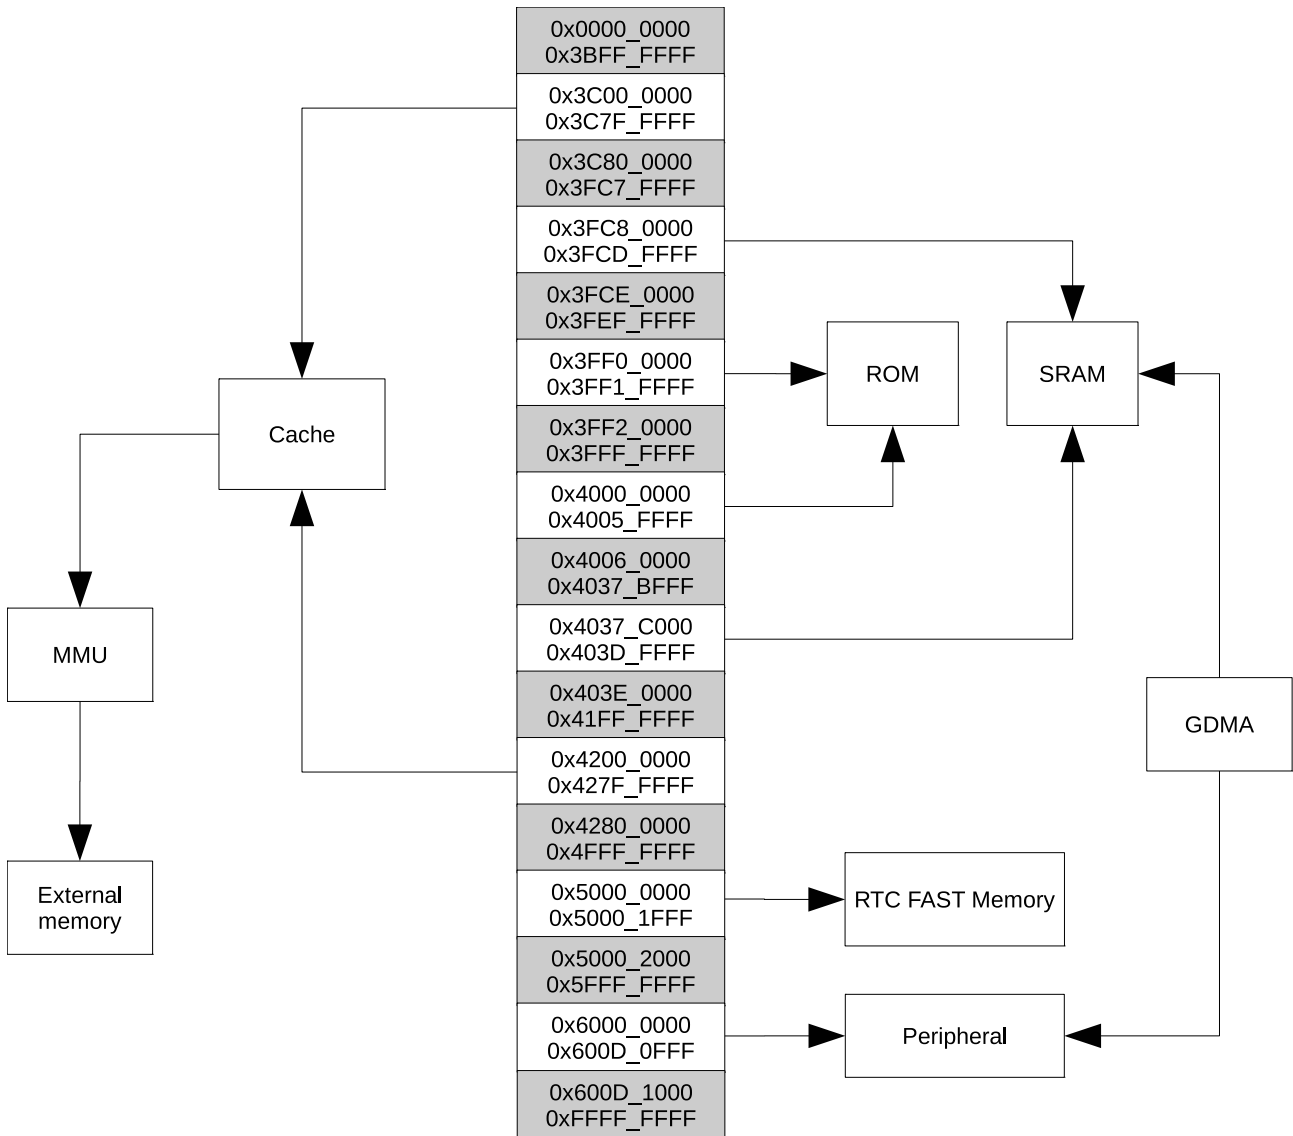 0x0000_0000
0x3BFF_FFFF
0x3C00_0000
0x3C7F_FFFF
0x3C80_0000
0x3FC7_FFFF
0x3FC8_0000
0x3FCD_FFFF
0x3FCE_0000
0x3FEF_FFFF
0x3FF0_0000
0x3FF1_FFFF
0x3FF2_0000
0x3FFF_FFFF
0x4000_0000
0x4005_FFFF
0x4006_0000
0x4037_BFFF
0x4037_C000
0x403D_FFFF
0x403E_0000
0x41FF_FFFF
0x4200_0000
0x427F_FFFF
0x4280_0000
0x4FFF_FFFF
0x5000_0000
0x5000_1FFF
0x5000_2000
0x5FFF_FFFF
0x6000_0000
0x600D_0FFF
0x600D_1000
0xFFFF_FFFF
Cache
MMU
External
memory
ROM
SRAM
GDMA
RTC FAST Memory
Peripheral